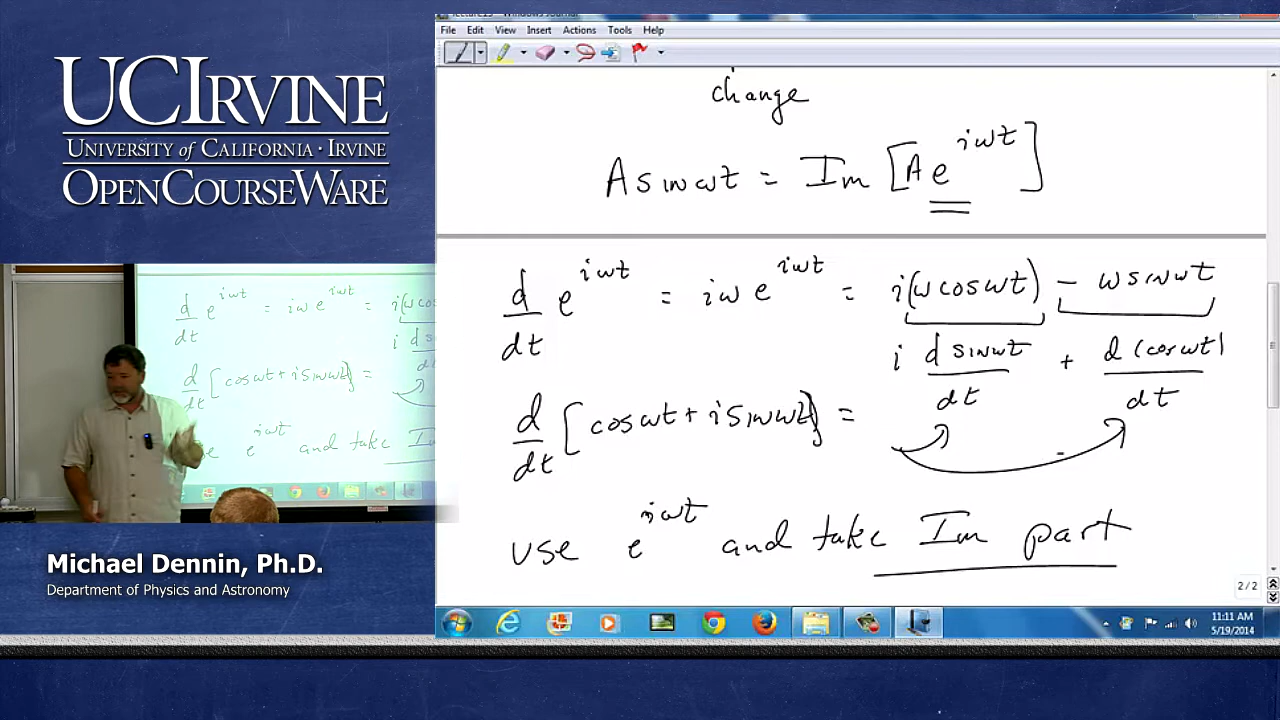 UCIRVINE
UNIVERSITY of CALIFORNIA · IRVINE
OPENCOURSEWARE
Michael Dennin, Ph.D.
Department of Physics and Astronomy
File Edit View Insert Actions Tools Help
change
A sin ωt = Im [A e^{iωt}]
d/dt e^{iωt} = iω e^{iωt} = i(ω cos ωt) - ω sin ωt
i d sin ωt/dt + d(cos ωt)/dt
d/dt [cos ωt + i sin ωt] =
use e^{iωt} and take Im part
2/2
11:11 AM
5/19/2014